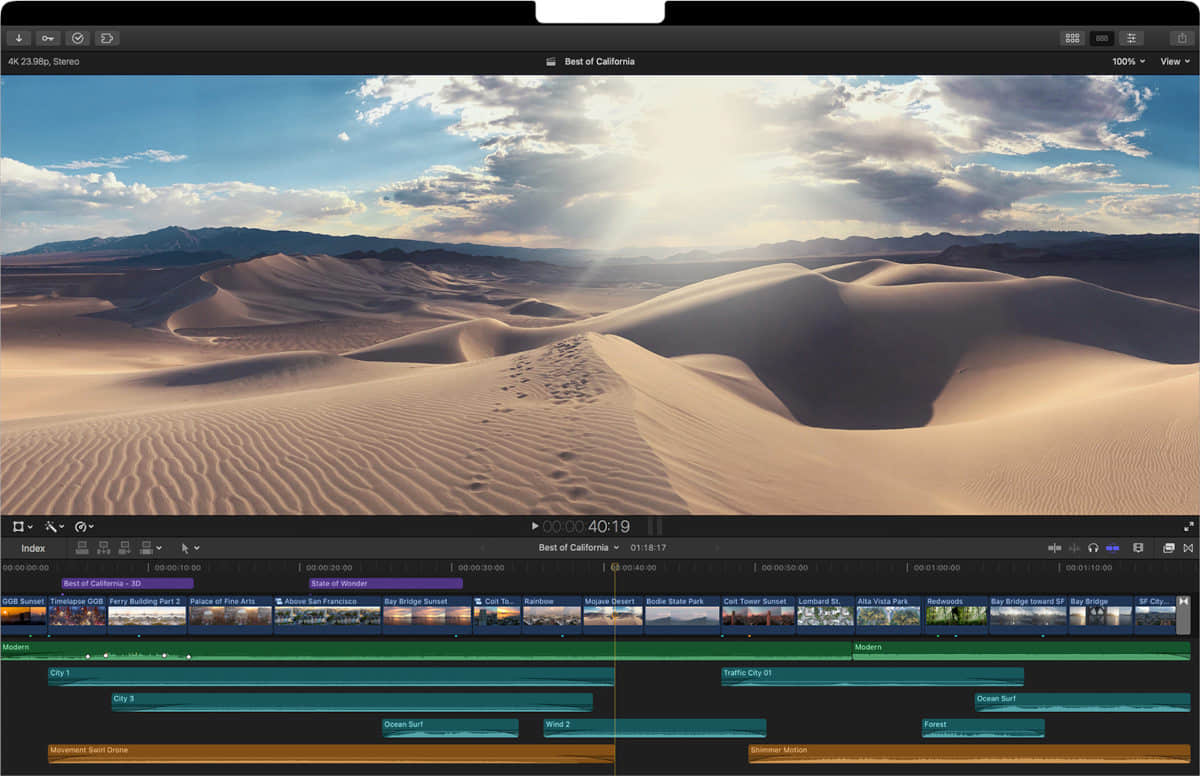 4K 23.98p, Stereo
Best of California
100%
View
00:00:00:40:19
Index
Best of California
01:18:17
00:00:00:00
00:00:10:00
00:00:20:00
00:00:30:00
00:00:40:00
00:00:50:00
00:01:00:00
00:01:10:00
Best of California - 3D
State of Wonder
GGB Sunset
Timelapse GGB
Ferry Building Part 2
Palace of Fine Arts
Above San Francisco
Bay Bridge Sunset
Coit To...
Rainbow
Mojave Desert
Bodie State Park
Coit Tower Sunset
Lombard St.
Alta Vista Park
Redwoods
Bay Bridge toward SF
Bay Bridge
SF City...
Modern
Modern
City 1
Traffic City 01
City 3
Ocean Surf
Ocean Surf
Wind 2
Forest
Movement Swirl Drone
Shimmer Motion